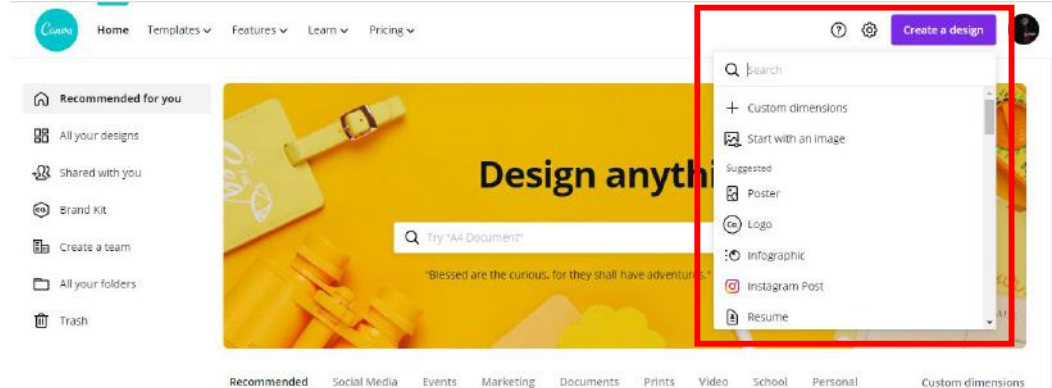 Canva Home Templates Features Learn Pricing Create a design
Search
Recommended for you
Custom dimensions
All your designs
Start with an image
Shared with you
Suggested
Design anythi
Poster
Brand Kit
Co. Logo
Try "A4 Document"
Create a team
Infographic
"Blessed are the curious, for they shall have adventures."
All your folders
Instagram Post
Trash
Resume
Recommended Social Media Events Marketing Documents Prints Video School Personal Custom dimensions